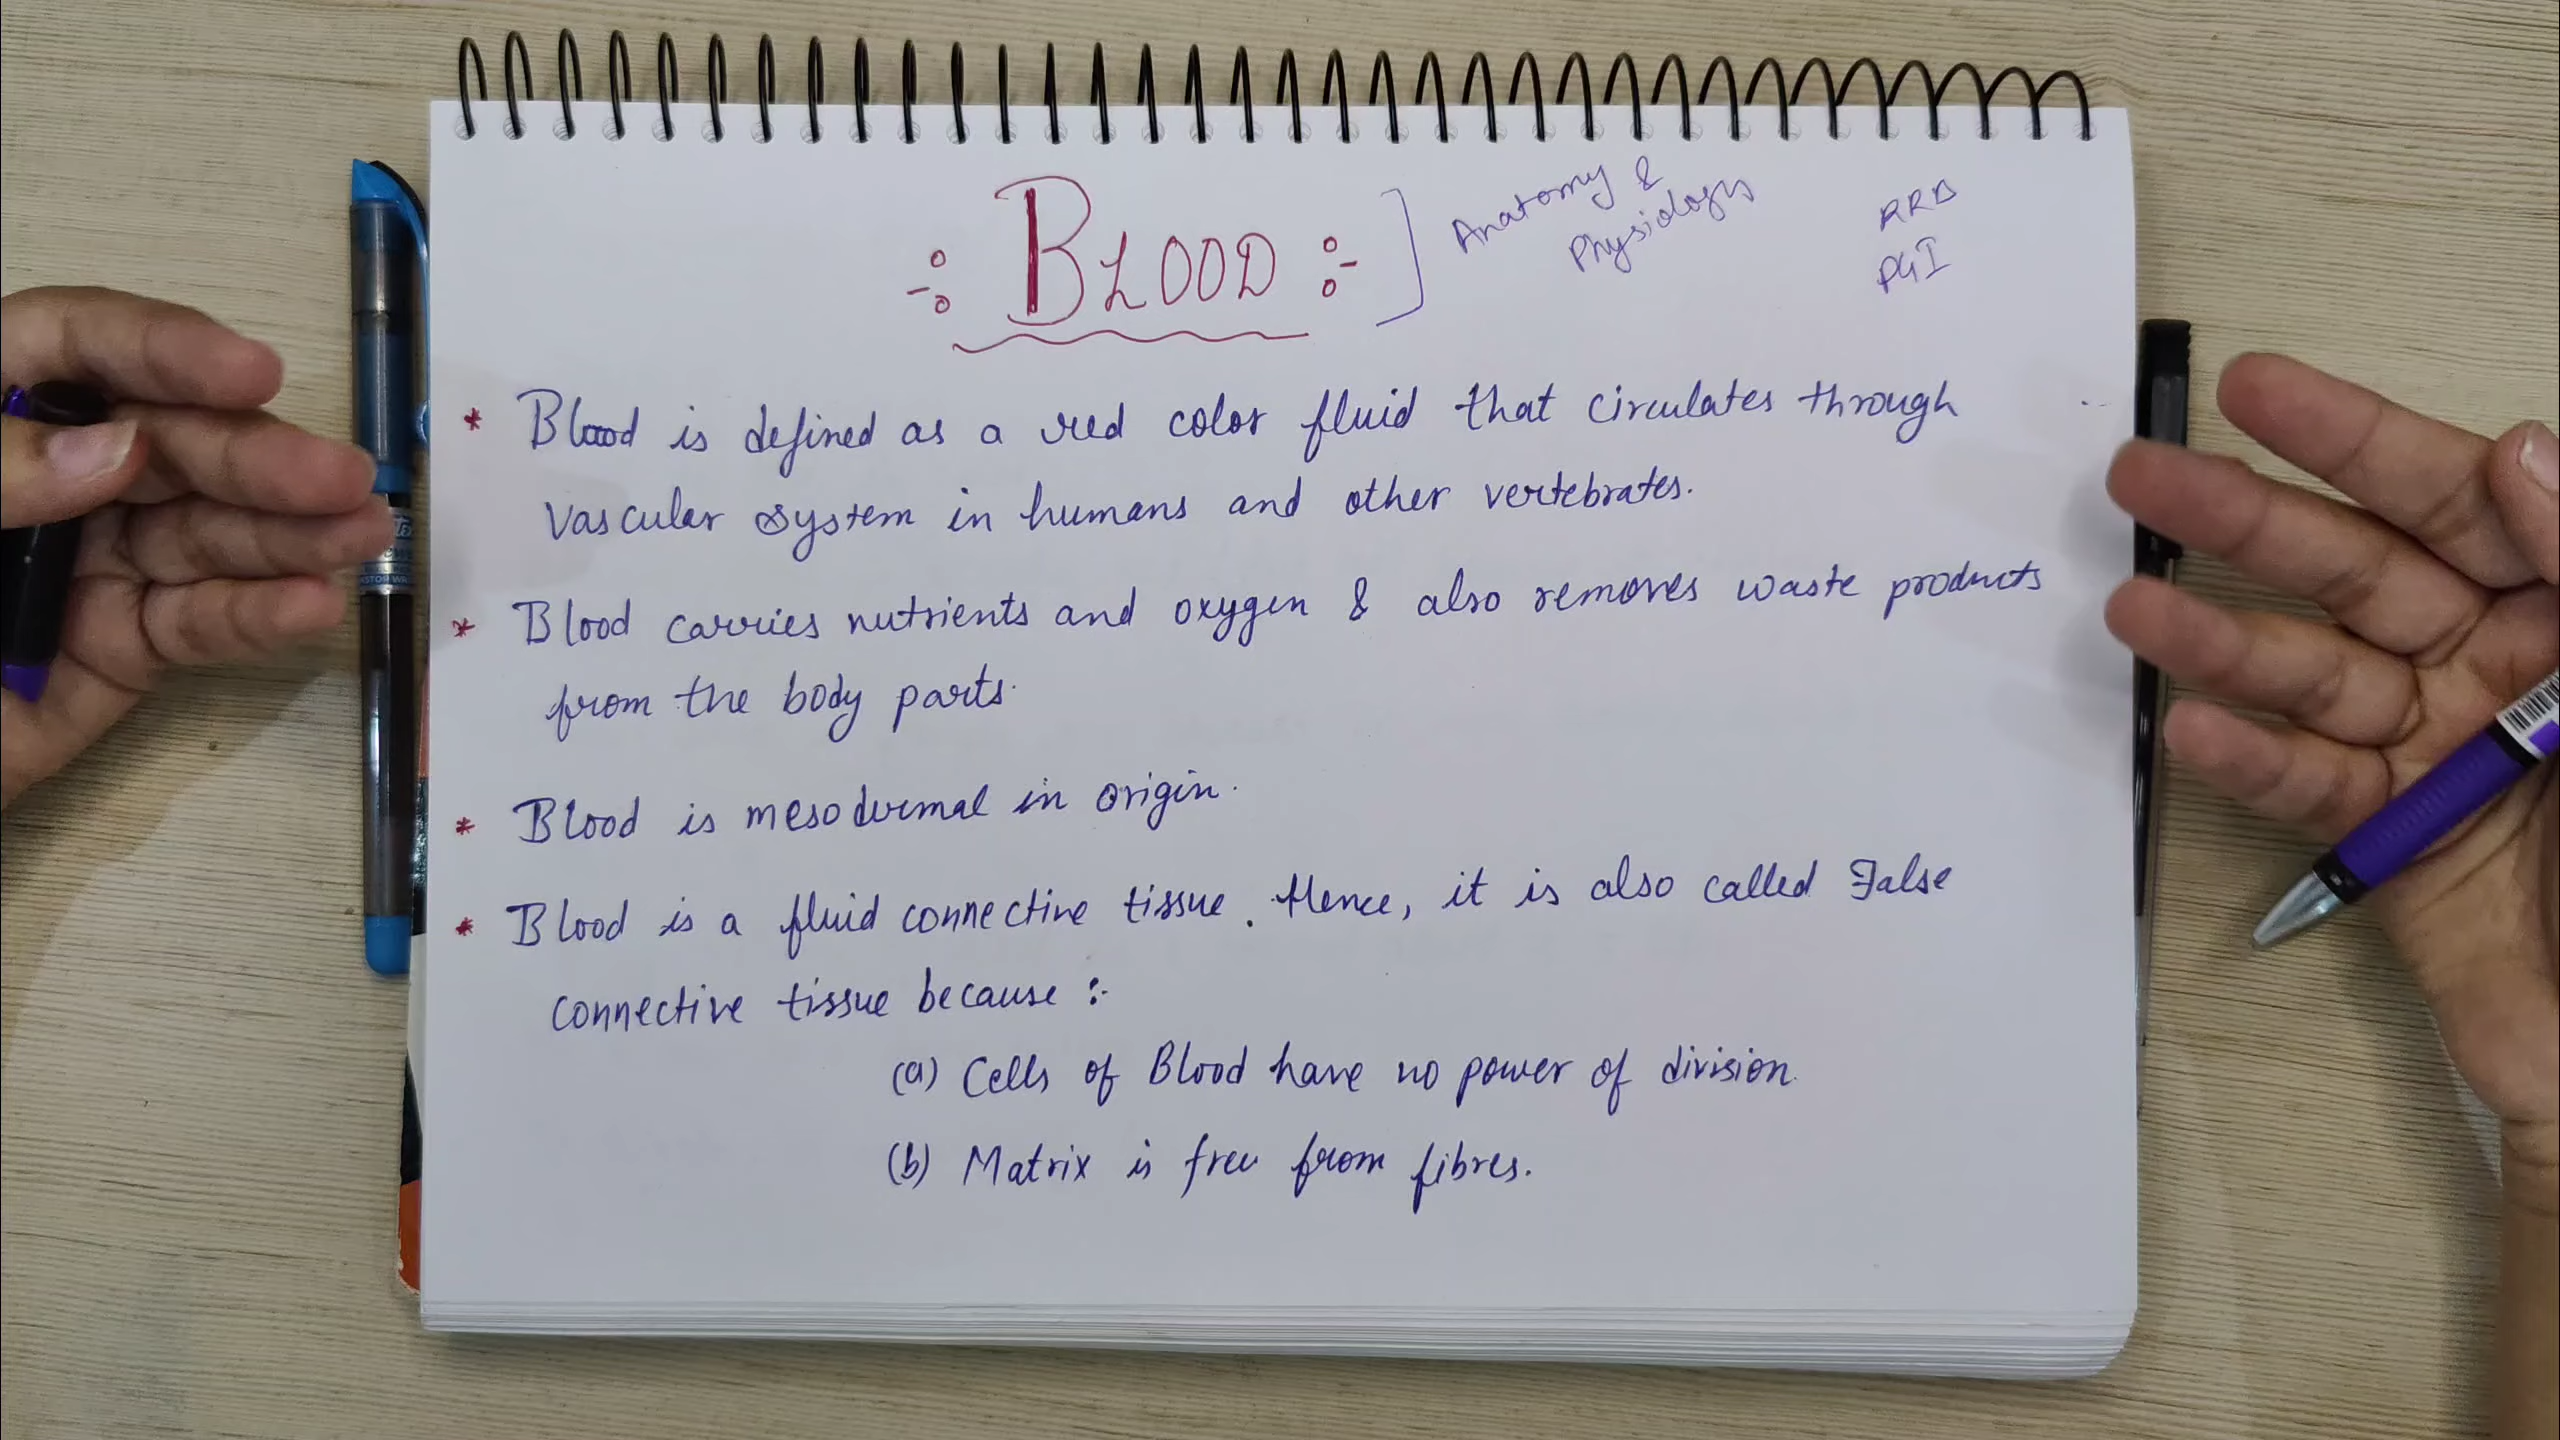 :- BLOOD :-
Anatomy &
Physiology
RRB
PGI
* Blood is defined as a red color fluid that circulates through
vascular system in humans and other vertebrates.
* Blood carries nutrients and oxygen & also removes waste products
from the body parts.
* Blood is mesodermal in origin.
* Blood is a fluid connective tissue. Hence, it is also called False
connective tissue because :-
(a) Cells of Blood have no power of division.
(b) Matrix is free from fibres.